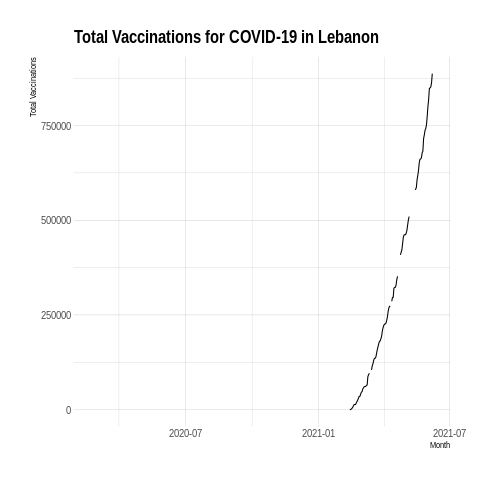 Total Vaccinations for COVID-19 in Lebanon
Total Vaccinations
750000
500000
250000
0
2020-07
2021-01
2021-07
Month